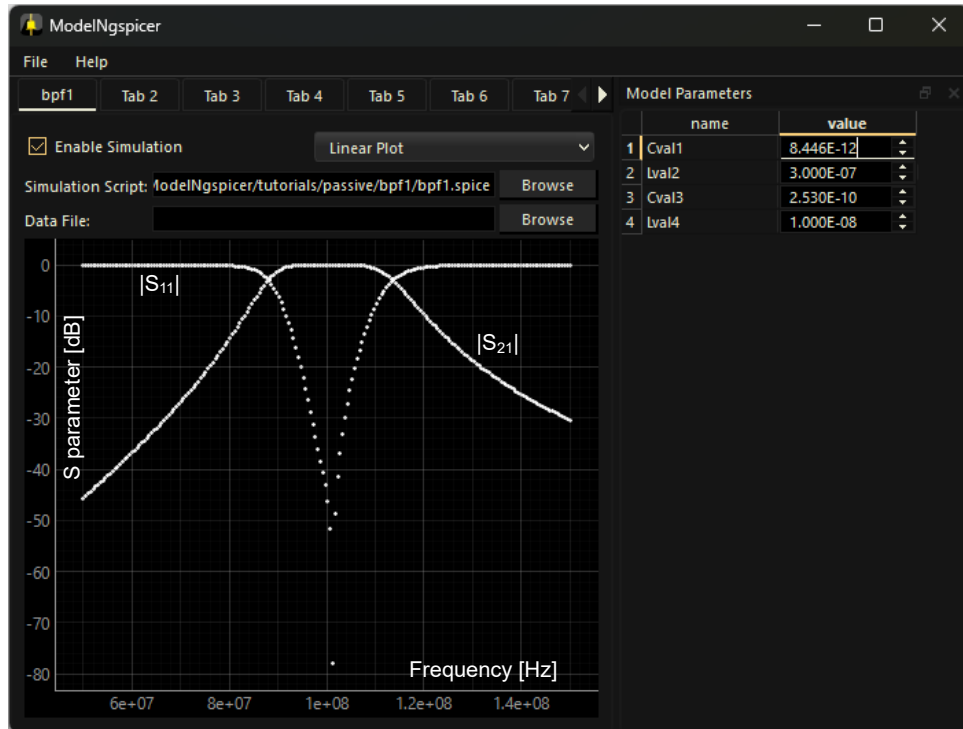 ModelNgspicer
File Help
bpf1 Tab 2 Tab 3 Tab 4 Tab 5 Tab 6 Tab 7
Enable Simulation Linear Plot
Simulation Script: ModelNgspicer/tutorials/passive/bpf1/bpf1.spice Browse
Data File: Browse
0
-10
-20
-30
-40
-50
-60
-70
-80
S parameter [dB]
|S₁₁|
|S₂₁|
Frequency [Hz]
6e+07 8e+07 1e+08 1.2e+08 1.4e+08
Model Parameters
name value
1 Cval1 8.446E-12
2 Lval2 3.000E-07
3 Cval3 2.530E-10
4 Lval4 1.000E-08